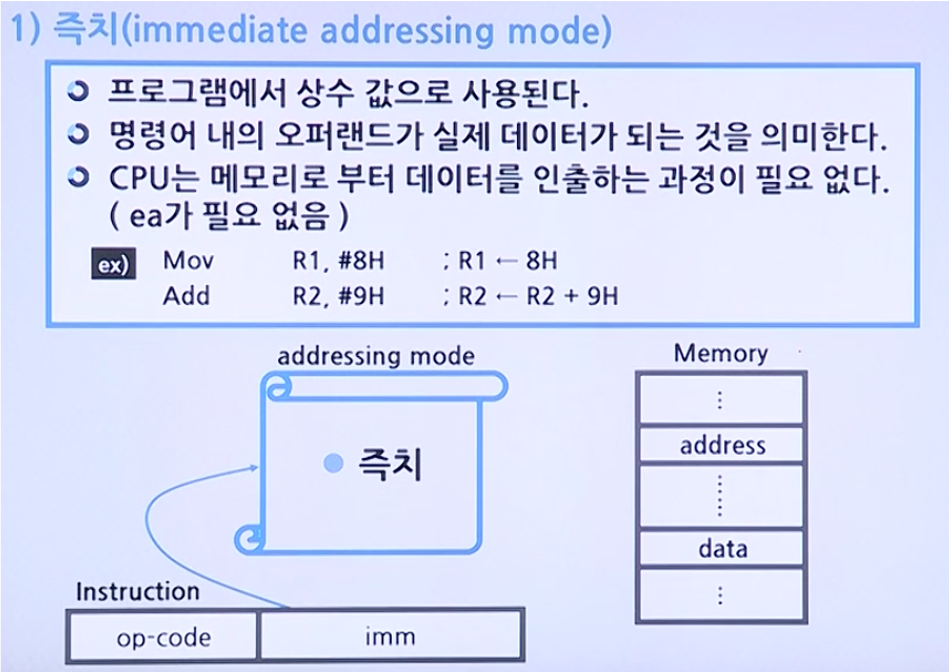 1) 즉치(immediate addressing mode)
프로그램에서 상수 값으로 사용된다.
명령어 내의 오퍼랜드가 실제 데이터가 되는 것을 의미한다.
CPU는 메모리로 부터 데이터를 인출하는 과정이 필요 없다.
( ea가 필요 없음 )
ex) Mov R1, #8H ; R1 ← 8H
Add R2, #9H ; R2 ← R2 + 9H
addressing mode
즉치
Memory
⋮
address
⋮
data
⋮
Instruction
op-code imm